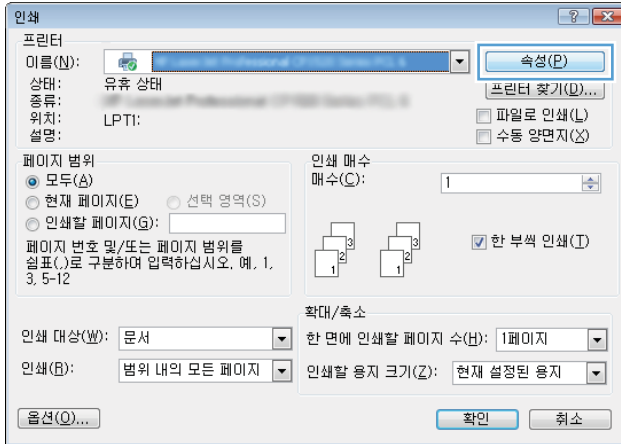 인쇄
프린터
이름(N):
속성(P)
상태: 유휴 상태
프린터 찾기(D)...
종류:
위치: LPT1:
파일로 인쇄(L)
설명:
수동 양면지(X)
페이지 범위
모두(A)
현재 페이지(E) 선택 영역(S)
인쇄할 페이지(G):
페이지 번호 및/또는 페이지 범위를
쉼표(,)로 구분하여 입력하십시오. 예, 1,
3, 5-12
인쇄 매수
매수(C): 1
3 3
2 2
1 1
한 부씩 인쇄(T)
인쇄 대상(W): 문서
인쇄(R): 범위 내의 모든 페이지
확대/축소
한 면에 인쇄할 페이지 수(H): 1페이지
인쇄할 용지 크기(Z): 현재 설정된 용지
옵션(O)...
확인 취소